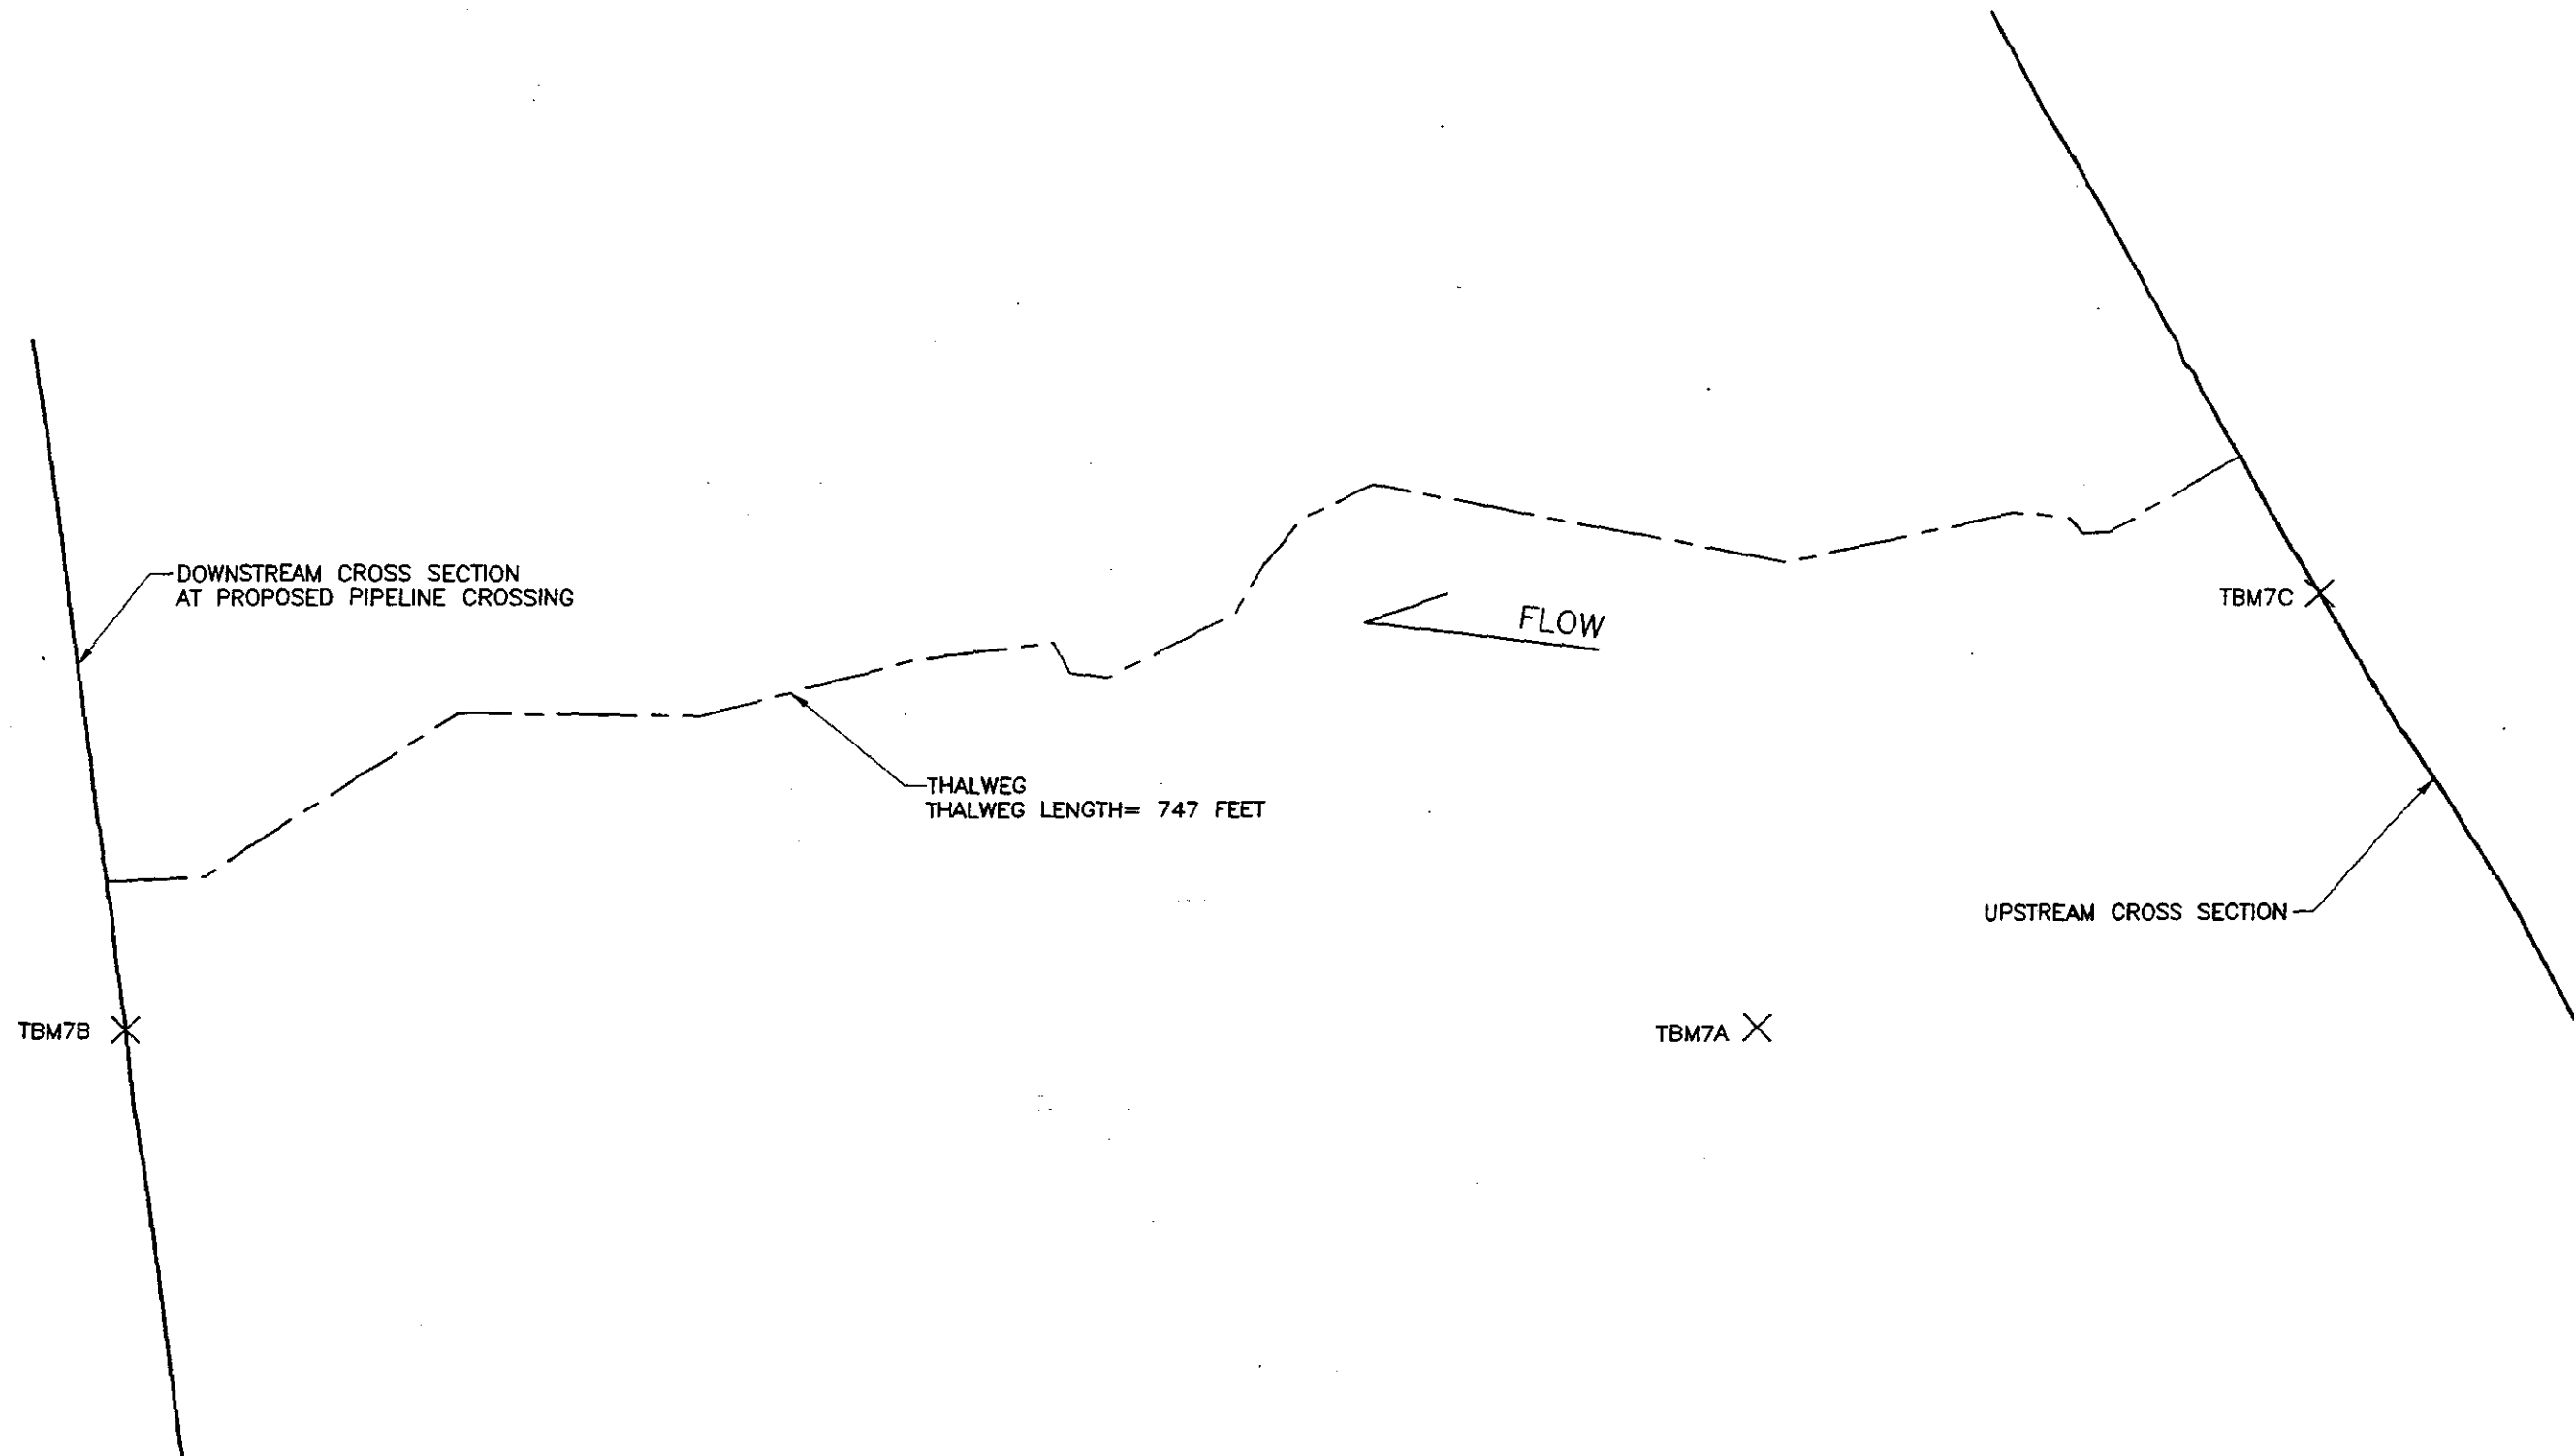 DOWNSTREAM CROSS SECTION
AT PROPOSED PIPELINE CROSSING
FLOW
TBM7C
THALWEG
THALWEG LENGTH= 747 FEET
UPSTREAM CROSS SECTION
TBM7B
TBM7A